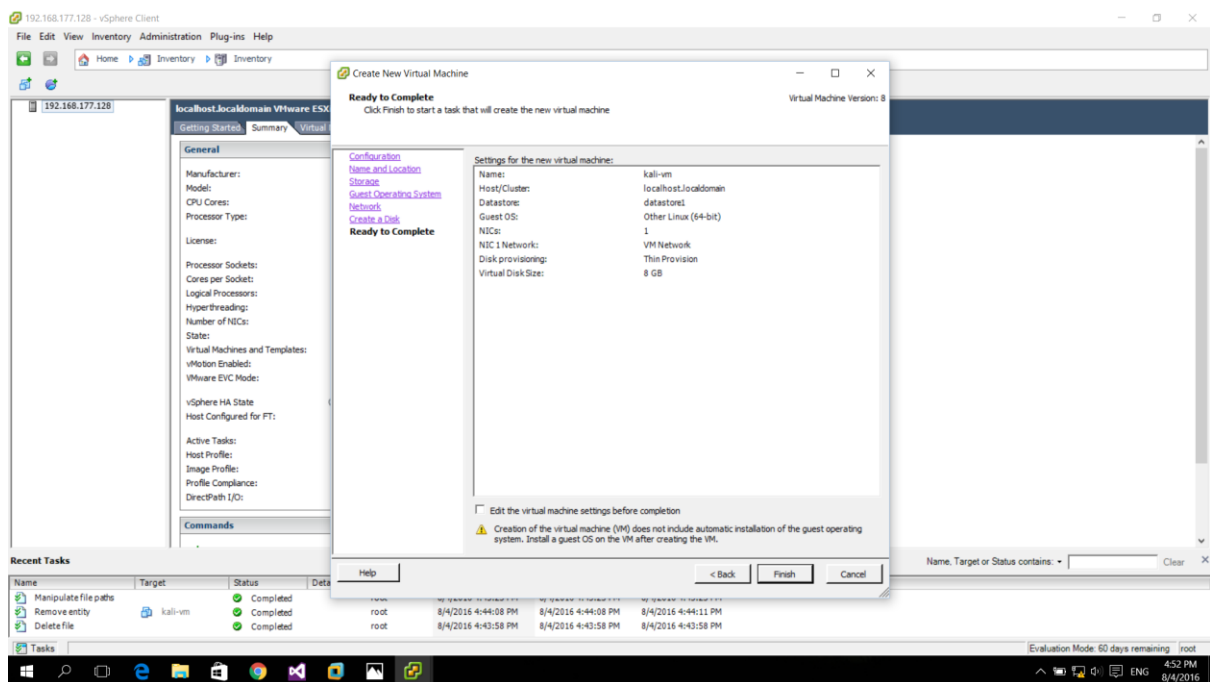 192.168.177.128 - vSphere Client
File Edit View Inventory Administration Plug-ins Help
Home Inventory Inventory
192.168.177.128
localhost.localdomain VMware ESX
Getting Started Summary Virtual
General
Manufacturer:
Model:
CPU Cores:
Processor Type:
License:
Processor Sockets:
Cores per Socket:
Logical Processors:
Hyperthreading:
Number of NICs:
State:
Virtual Machines and Templates:
vMotion Enabled:
VMware EVC Mode:
vSphere HA State
Host Configured for FT:
Active Tasks:
Host Profile:
Image Profile:
Profile Compliance:
DirectPath I/O:
Commands
Create New Virtual Machine
Ready to Complete
Click Finish to start a task that will create the new virtual machine
Virtual Machine Version: 8
Configuration
Name and Location
Storage
Guest Operating System
Network
Create a Disk
Ready to Complete
Settings for the new virtual machine:
Name: kali-vm
Host/Cluster: localhost.localdomain
Datastore: datastore1
Guest OS: Other Linux (64-bit)
NICs: 1
NIC 1 Network: VM Network
Disk provisioning: Thin Provision
Virtual Disk Size: 8 GB
Edit the virtual machine settings before completion
Creation of the virtual machine (VM) does not include automatic installation of the guest operating
system. Install a guest OS on the VM after creating the VM.
Help < Back Finish Cancel
Recent Tasks
Name, Target or Status contains: Clear
Name Target Status Deta
Manipulate file paths Completed
Remove entity kali-vm Completed root 8/4/2016 4:44:08 PM 8/4/2016 4:44:08 PM 8/4/2016 4:44:11 PM
Delete file Completed root 8/4/2016 4:43:58 PM 8/4/2016 4:43:58 PM 8/4/2016 4:43:58 PM
Tasks
Evaluation Mode: 60 days remaining root
ENG 4:52 PM
8/4/2016